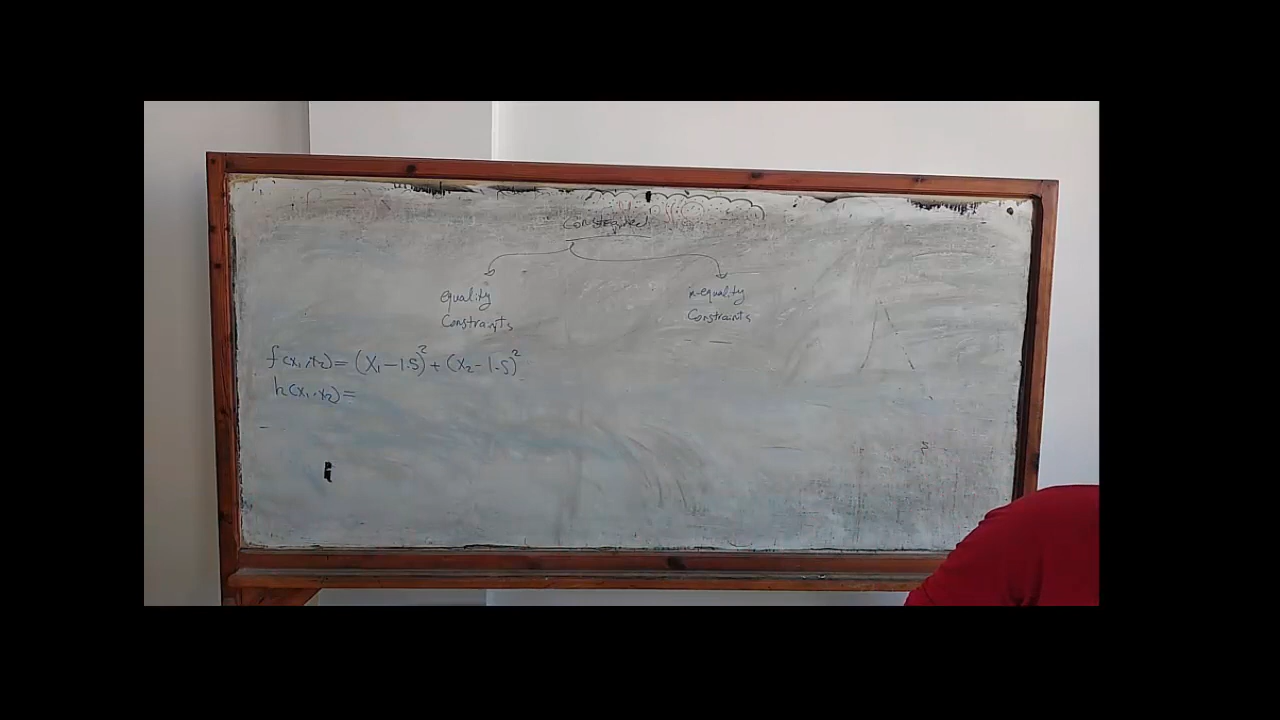 Constrained
equality
Constraints
in-equality
Constraints
f(x₁,x₂) = (x₁ - 1.5)² + (x₂ - 1.5)²
h(x₁,x₂) =